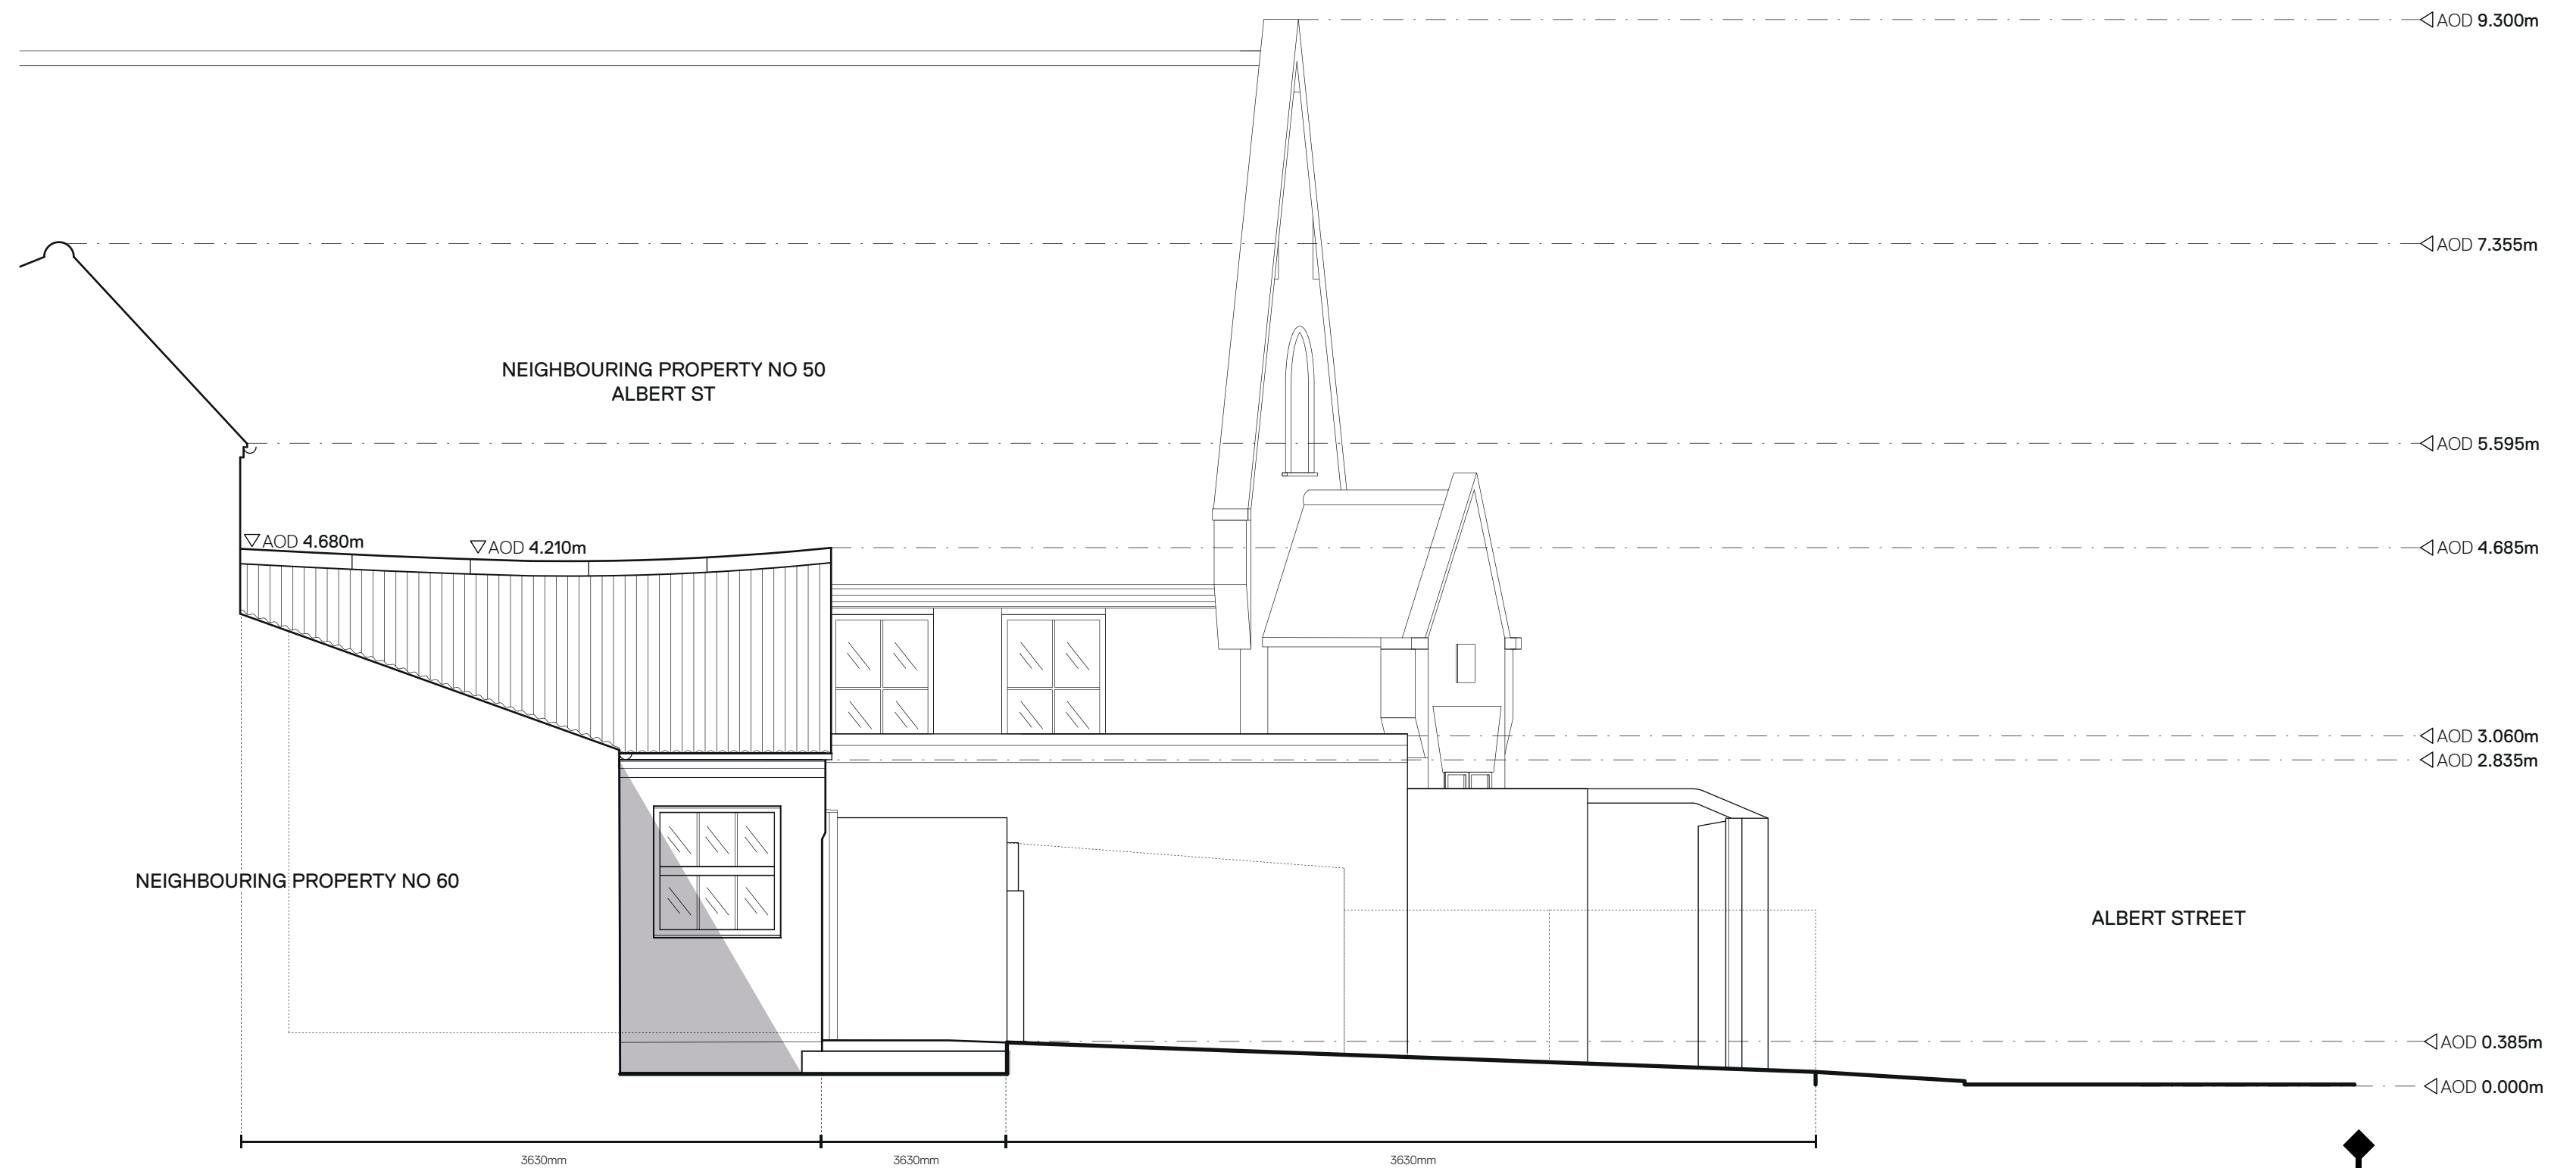 AOD 9.300m
AOD 7.355m
NEIGHBOURING PROPERTY NO 50
ALBERT ST
AOD 5.595m
AOD 4.680m
AOD 4.210m
AOD 4.685m
AOD 3.060m
AOD 2.835m
NEIGHBOURING PROPERTY NO 60
ALBERT STREET
AOD 0.385m
AOD 0.000m
3630mm
3630mm
3630mm